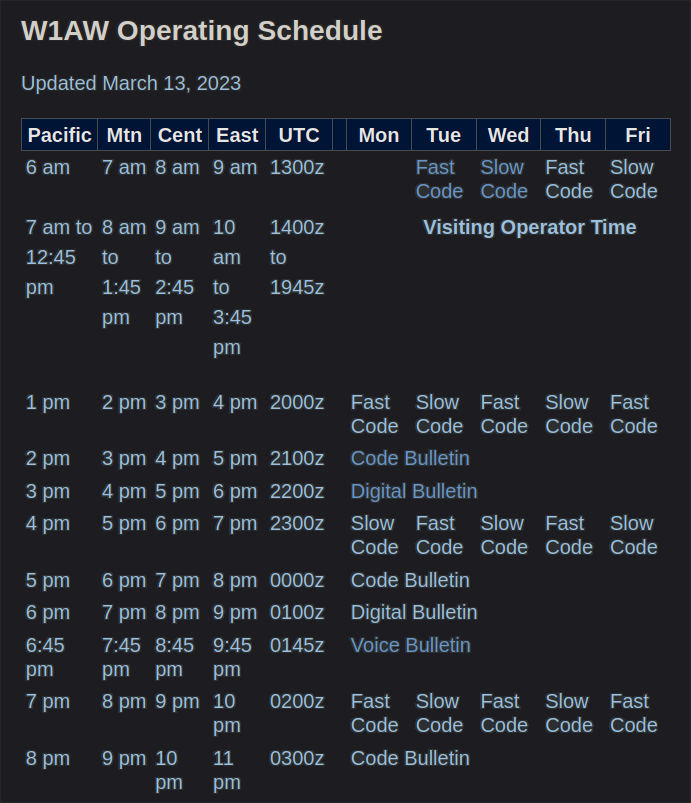 W1AW Operating Schedule
Updated March 13, 2023
Pacific Mtn Cent East UTC Mon Tue Wed Thu Fri
6 am 7 am 8 am 9 am 1300z Fast Slow Fast Slow
Code Code Code Code
7 am to 8 am 9 am 10 1400z Visiting Operator Time
12:45 to to am to
pm 1:45 2:45 to 1945z
pm pm 3:45
pm
1 pm 2 pm 3 pm 4 pm 2000z Fast Slow Fast Slow Fast
Code Code Code Code Code
2 pm 3 pm 4 pm 5 pm 2100z Code Bulletin
3 pm 4 pm 5 pm 6 pm 2200z Digital Bulletin
4 pm 5 pm 6 pm 7 pm 2300z Slow Fast Slow Fast Slow
Code Code Code Code Code
5 pm 6 pm 7 pm 8 pm 0000z Code Bulletin
6 pm 7 pm 8 pm 9 pm 0100z Digital Bulletin
6:45 7:45 8:45 9:45 0145z Voice Bulletin
pm pm pm pm
7 pm 8 pm 9 pm 10 0200z Fast Slow Fast Slow Fast
pm Code Code Code Code Code
8 pm 9 pm 10 11 0300z Code Bulletin
pm pm